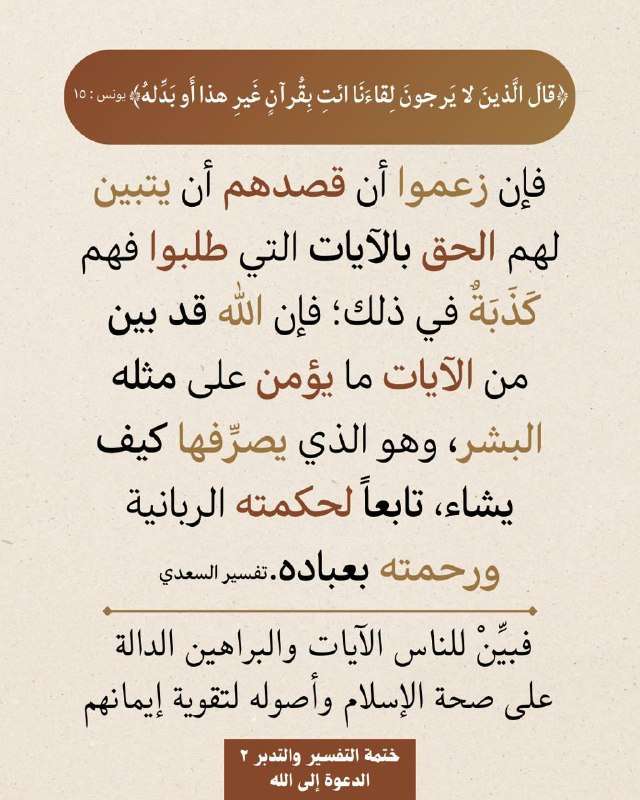 ﴿قالَ الَّذينَ لا يَرجونَ لِقاءَنَا ائتِ بِقُرآنٍ غَيرِ هذا أَو بَدِّلهُ﴾ يونس : ١٥
فإن زعموا أن قصدهم أن يتبين
لهم الحق بالآيات التي طلبوا فهم
كَذَبَةٌ في ذلك؛ فإن الله قد بين
من الآيات ما يؤمن على مثله
البشر، وهو الذي يصرِّفها كيف
يشاء، تابعاً لحكمته الربانية
ورحمته بعباده. تفسير السعدي
فبيِّنْ للناس الآيات والبراهين الدالة
على صحة الإسلام وأصوله لتقوية إيمانهم
ختمة التفسير والتدبر ٢
الدعوة إلى الله